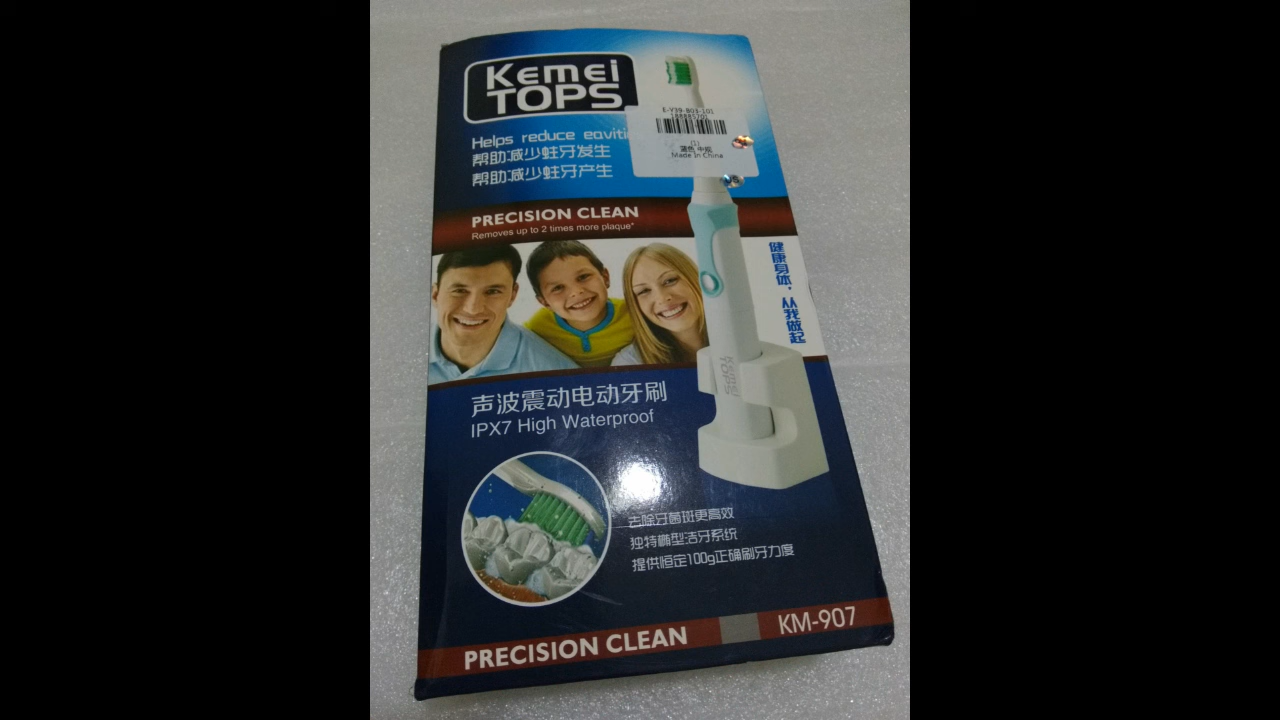 Kemei
TOPS
E-Y39-B03-101
(1)
Made In China
Helps reduce
帮助减少蛀牙发生
帮助减少蛀牙产生
PRECISION CLEAN
Removes up to 2 times more plaque*
健康身体，从我做起
Kemei
TOPS
声波震动电动牙刷
IPX7 High Waterproof
去除牙菌斑更高效
独特椭型洁牙系统
提供恒定100g正确刷牙力度
PRECISION CLEAN
KM-907